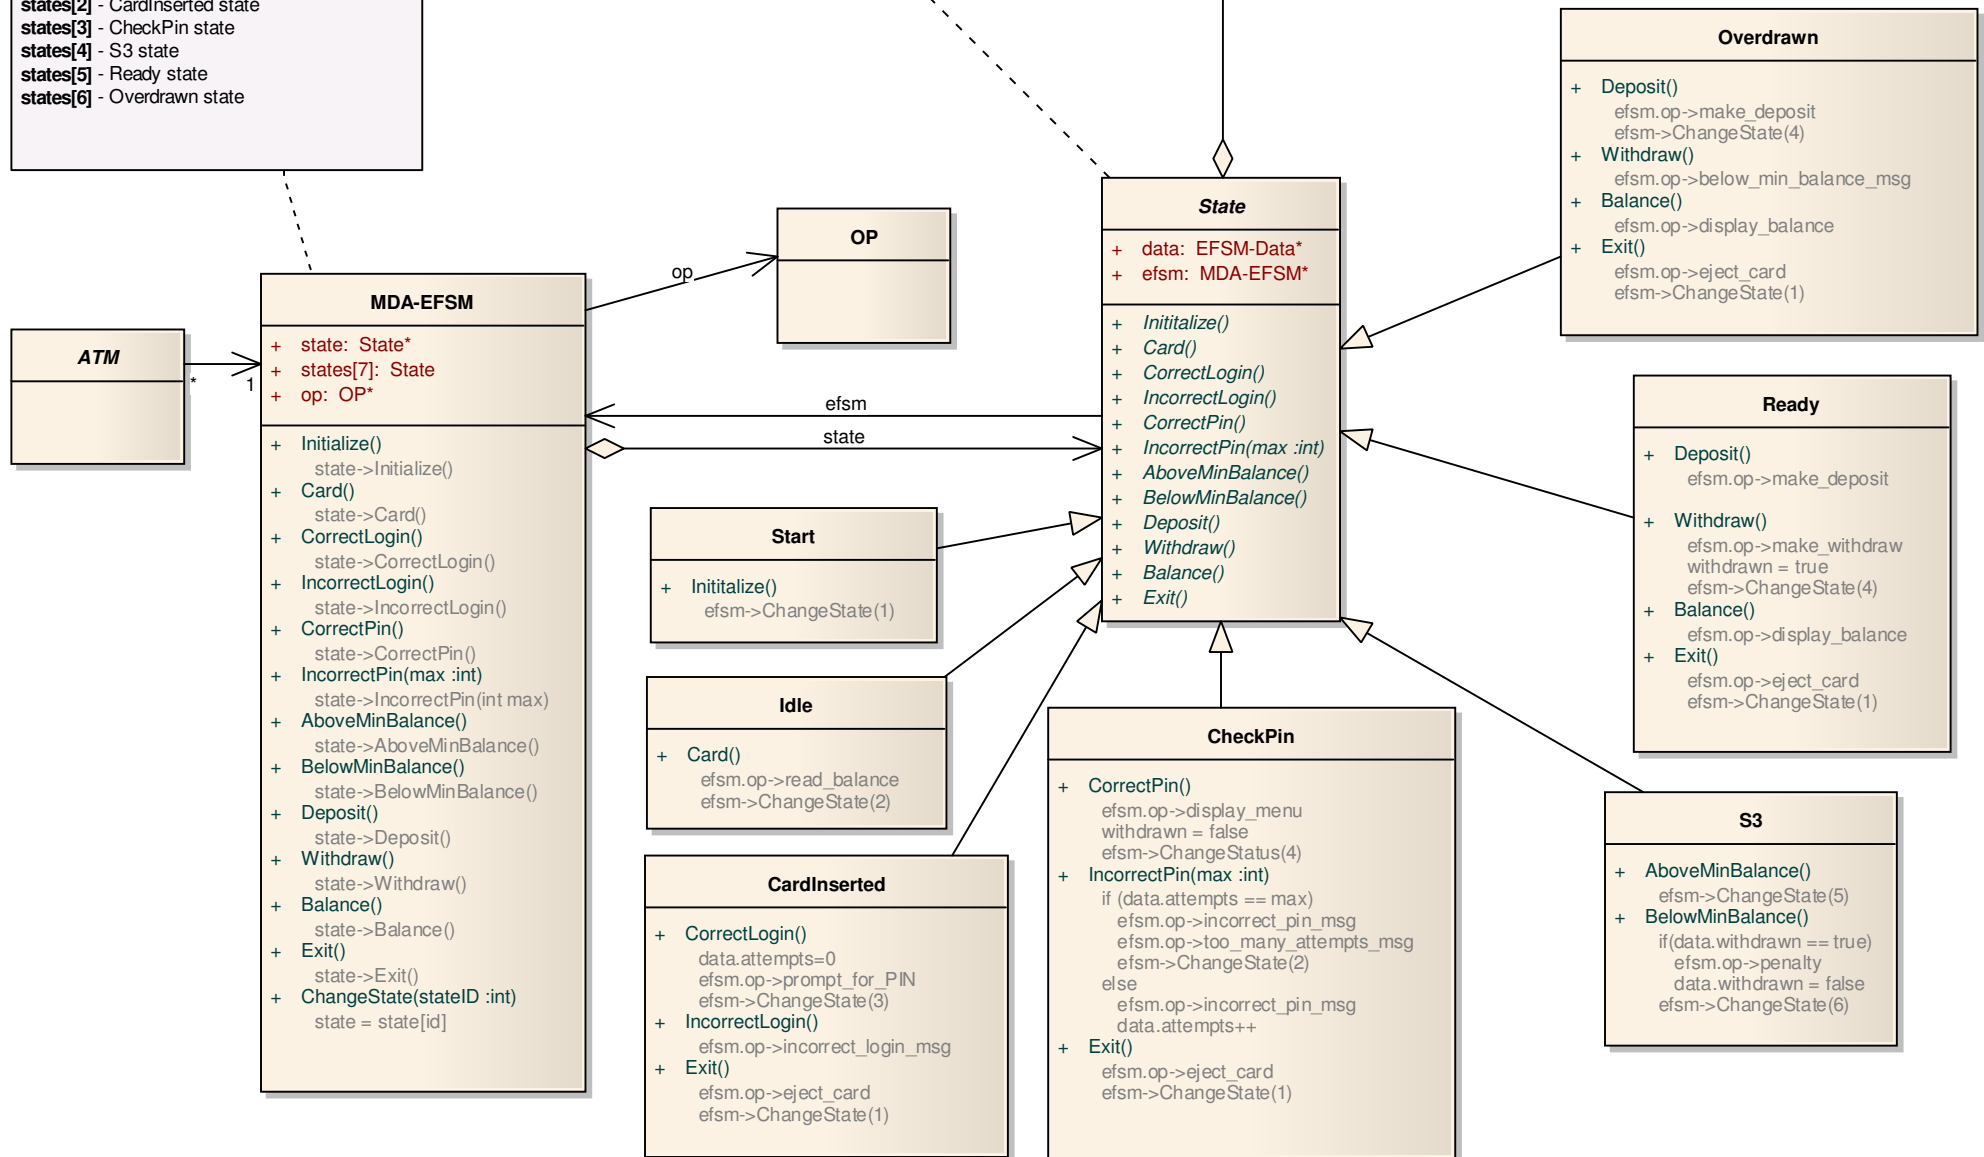 states[2] - CardInserted state
states[3] - CheckPin state
states[4] - S3 state
states[5] - Ready state
states[6] - Overdrawn state
ATM
*
1
MDA-EFSM
+ state: State*
+ states[7]: State
+ op: OP*
+ Initialize()
state->Initialize()
+ Card()
state->Card()
+ CorrectLogin()
state->CorrectLogin()
+ IncorrectLogin()
state->IncorrectLogin()
+ CorrectPin()
state->CorrectPin()
+ IncorrectPin(max :int)
state->IncorrectPin(int max)
+ AboveMinBalance()
state->AboveMinBalance()
+ BelowMinBalance()
state->BelowMinBalance()
+ Deposit()
state->Deposit()
+ Withdraw()
state->Withdraw()
+ Balance()
state->Balance()
+ Exit()
state->Exit()
+ ChangeState(stateID :int)
state = state[id]
op
OP
efsm
state
State
+ data: EFSM-Data*
+ efsm: MDA-EFSM*
+ Inititalize()
+ Card()
+ CorrectLogin()
+ IncorrectLogin()
+ CorrectPin()
+ IncorrectPin(max :int)
+ AboveMinBalance()
+ BelowMinBalance()
+ Deposit()
+ Withdraw()
+ Balance()
+ Exit()
Start
+ Inititalize()
efsm->ChangeState(1)
Idle
+ Card()
efsm.op->read_balance
efsm->ChangeState(2)
CardInserted
+ CorrectLogin()
data.attempts=0
efsm.op->prompt_for_PIN
efsm->ChangeState(3)
+ IncorrectLogin()
efsm.op->incorrect_login_msg
+ Exit()
efsm.op->eject_card
efsm->ChangeState(1)
CheckPin
+ CorrectPin()
efsm.op->display_menu
withdrawn = false
efsm->ChangeStatus(4)
+ IncorrectPin(max :int)
if (data.attempts == max)
efsm.op->incorrect_pin_msg
efsm.op->too_many_attempts_msg
efsm->ChangeState(2)
else
efsm.op->incorrect_pin_msg
data.attempts++
+ Exit()
efsm.op->eject_card
efsm->ChangeState(1)
Overdrawn
+ Deposit()
efsm.op->make_deposit
efsm->ChangeState(4)
+ Withdraw()
efsm.op->below_min_balance_msg
+ Balance()
efsm.op->display_balance
+ Exit()
efsm.op->eject_card
efsm->ChangeState(1)
Ready
+ Deposit()
efsm.op->make_deposit
+ Withdraw()
efsm.op->make_withdraw
withdrawn = true
efsm->ChangeState(4)
+ Balance()
efsm.op->display_balance
+ Exit()
efsm.op->eject_card
efsm->ChangeState(1)
S3
+ AboveMinBalance()
efsm->ChangeState(5)
+ BelowMinBalance()
if(data.withdrawn == true)
efsm.op->penalty
data.withdrawn = false
efsm->ChangeState(6)